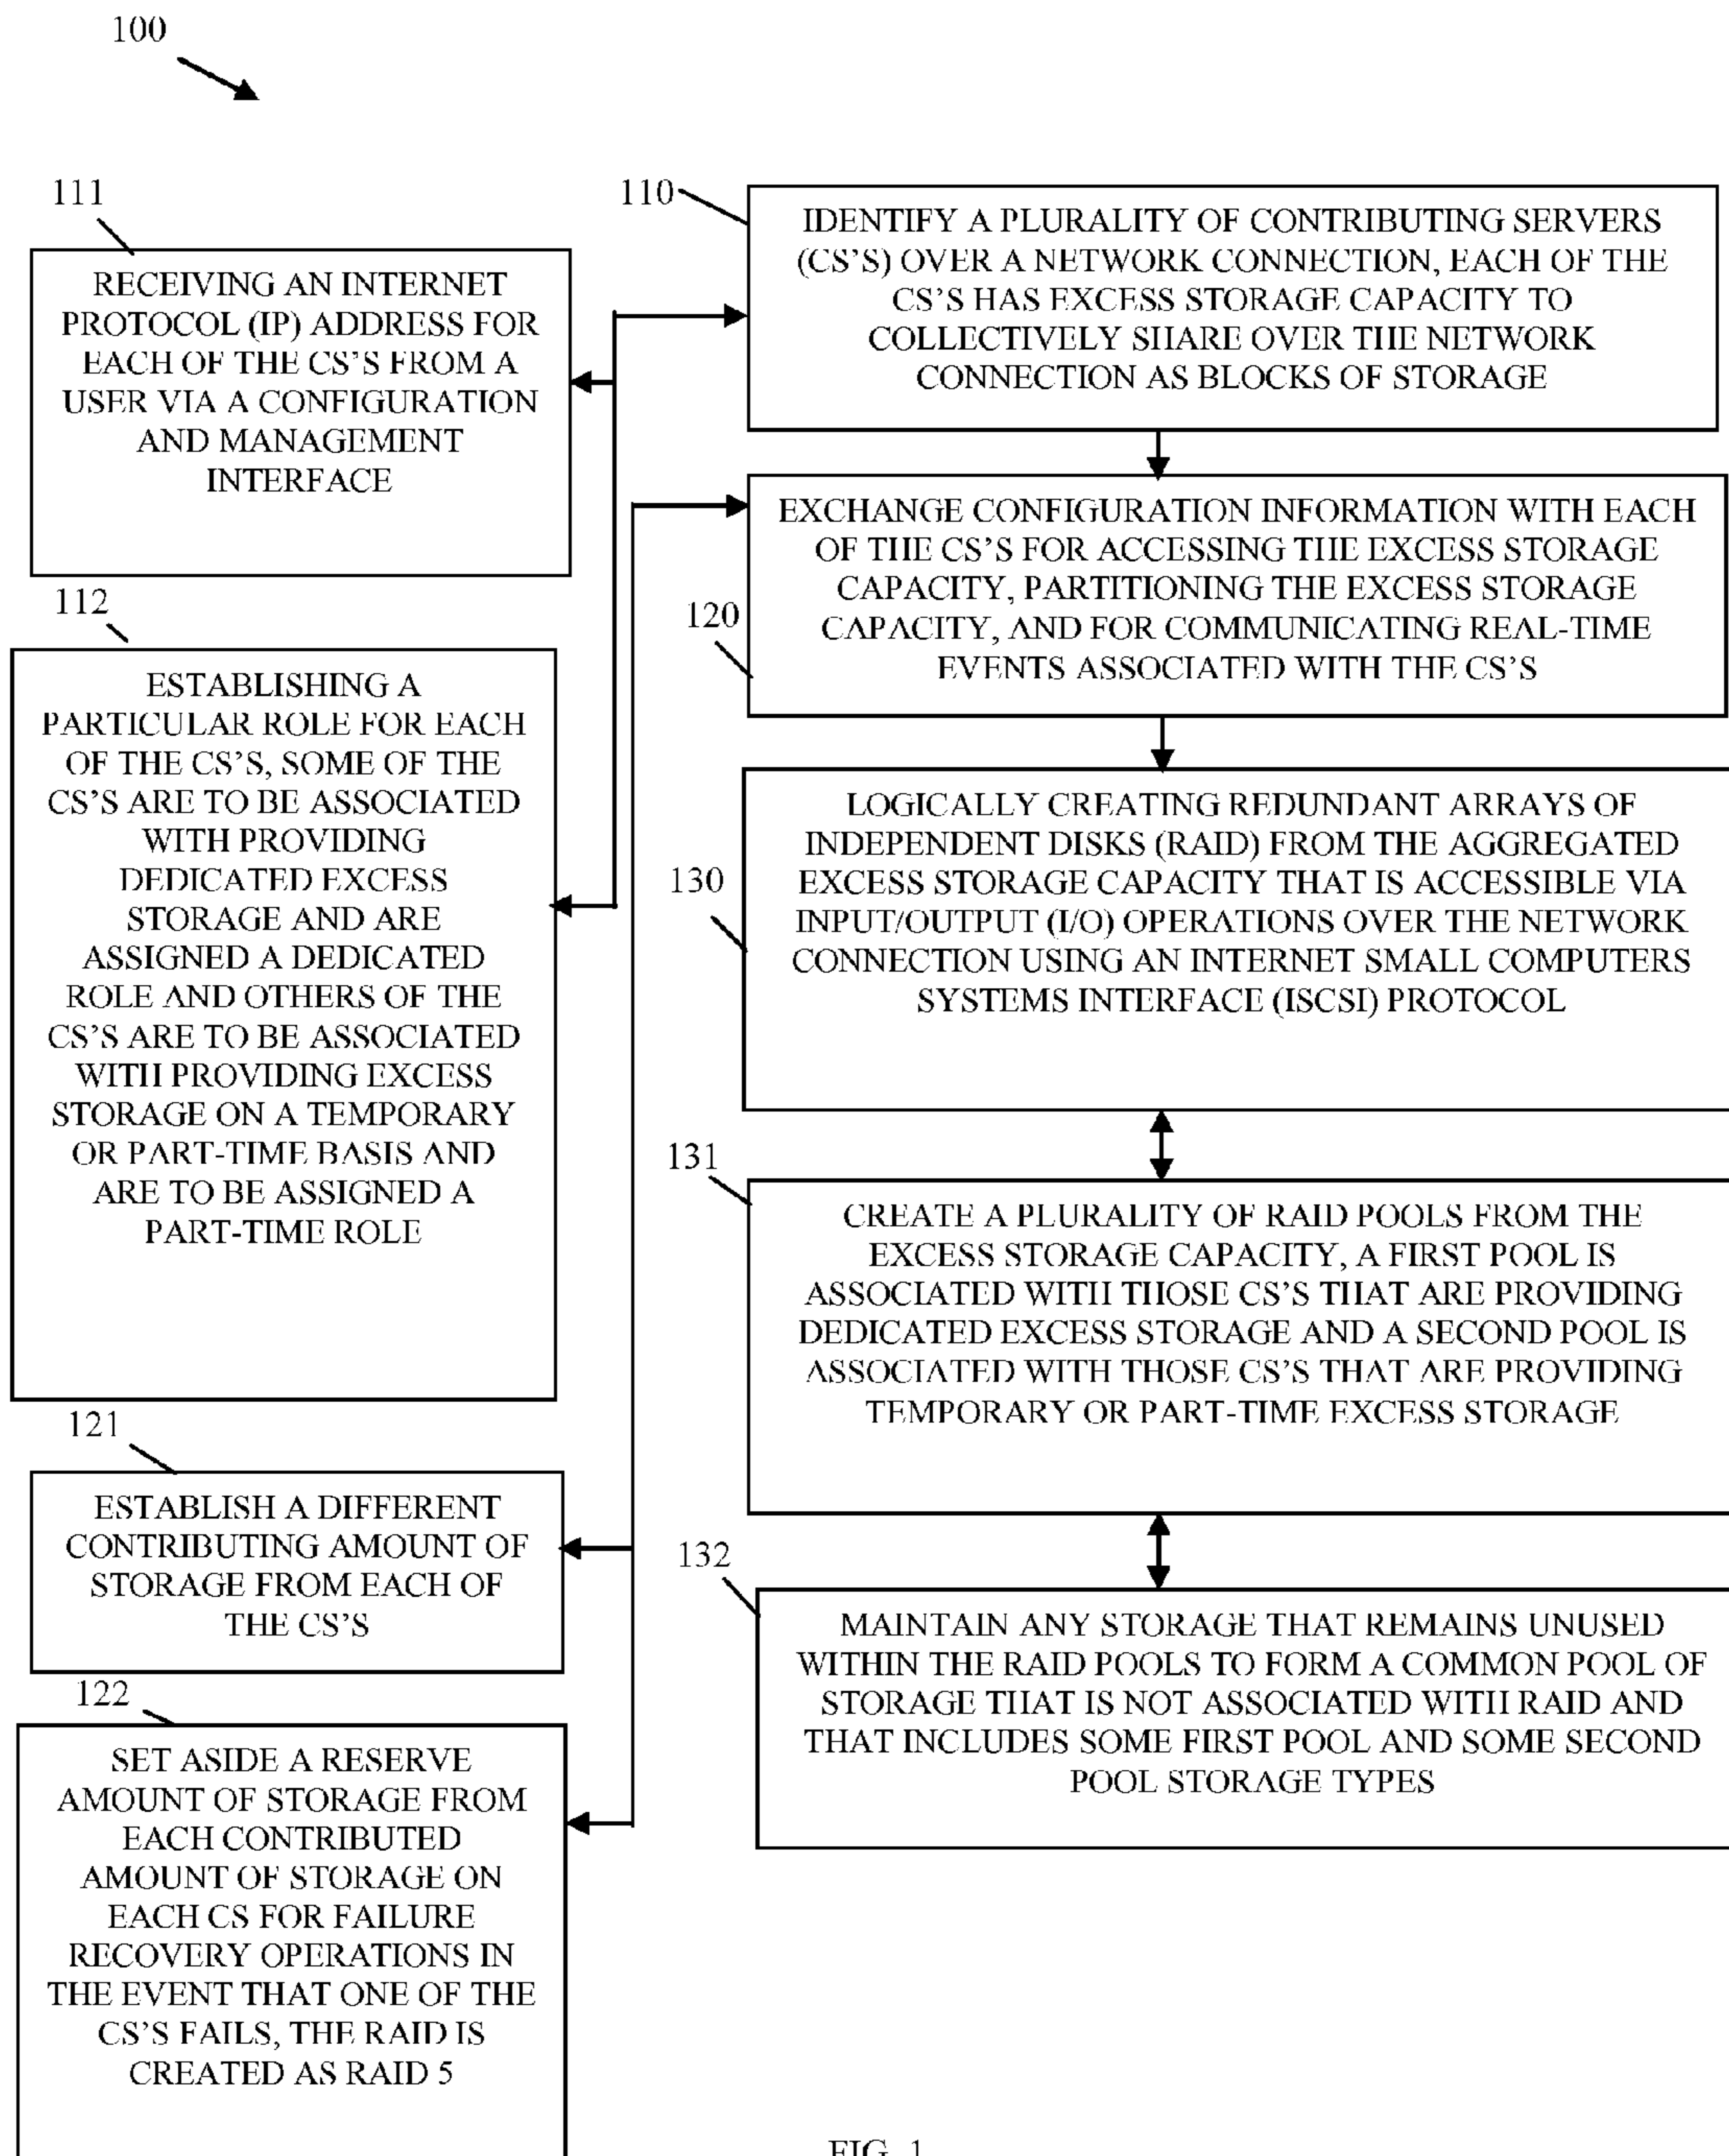 100
111
RECEIVING AN INTERNET
PROTOCOL (IP) ADDRESS FOR
EACH OF THE CS'S FROM A
USER VIA A CONFIGURATION
AND MANAGEMENT
INTERFACE
112
ESTABLISHING A
PARTICULAR ROLE FOR EACH
OF THE CS'S, SOME OF THE
CS'S ARE TO BE ASSOCIATED
WITH PROVIDING
DEDICATED EXCESS
STORAGE AND ARE
ASSIGNED A DEDICATED
ROLE AND OTHERS OF THE
CS'S ARE TO BE ASSOCIATED
WITH PROVIDING EXCESS
STORAGE ON A TEMPORARY
OR PART-TIME BASIS AND
ARE TO BE ASSIGNED A
PART-TIME ROLE
121
ESTABLISH A DIFFERENT
CONTRIBUTING AMOUNT OF
STORAGE FROM EACH OF
THE CS'S
122
SET ASIDE A RESERVE
AMOUNT OF STORAGE FROM
EACH CONTRIBUTED
AMOUNT OF STORAGE ON
EACH CS FOR FAILURE
RECOVERY OPERATIONS IN
THE EVENT THAT ONE OF THE
CS'S FAILS, THE RAID IS
CREATED AS RAID 5
110
IDENTIFY A PLURALITY OF CONTRIBUTING SERVERS
(CS'S) OVER A NETWORK CONNECTION, EACH OF THE
CS'S HAS EXCESS STORAGE CAPACITY TO
COLLECTIVELY SHARE OVER THE NETWORK
CONNECTION AS BLOCKS OF STORAGE
120
EXCHANGE CONFIGURATION INFORMATION WITH EACH
OF THE CS'S FOR ACCESSING THE EXCESS STORAGE
CAPACITY, PARTITIONING THE EXCESS STORAGE
CAPACITY, AND FOR COMMUNICATING REAL-TIME
EVENTS ASSOCIATED WITH THE CS'S
130
LOGICALLY CREATING REDUNDANT ARRAYS OF
INDEPENDENT DISKS (RAID) FROM THE AGGREGATED
EXCESS STORAGE CAPACITY THAT IS ACCESSIBLE VIA
INPUT/OUTPUT (I/O) OPERATIONS OVER THE NETWORK
CONNECTION USING AN INTERNET SMALL COMPUTERS
SYSTEMS INTERFACE (ISCSI) PROTOCOL
131
CREATE A PLURALITY OF RAID POOLS FROM THE
EXCESS STORAGE CAPACITY, A FIRST POOL IS
ASSOCIATED WITH THOSE CS'S THAT ARE PROVIDING
DEDICATED EXCESS STORAGE AND A SECOND POOL IS
ASSOCIATED WITH THOSE CS'S THAT ARE PROVIDING
TEMPORARY OR PART-TIME EXCESS STORAGE
132
MAINTAIN ANY STORAGE THAT REMAINS UNUSED
WITHIN THE RAID POOLS TO FORM A COMMON POOL OF
STORAGE THAT IS NOT ASSOCIATED WITH RAID AND
THAT INCLUDES SOME FIRST POOL AND SOME SECOND
POOL STORAGE TYPES
FIG. 1